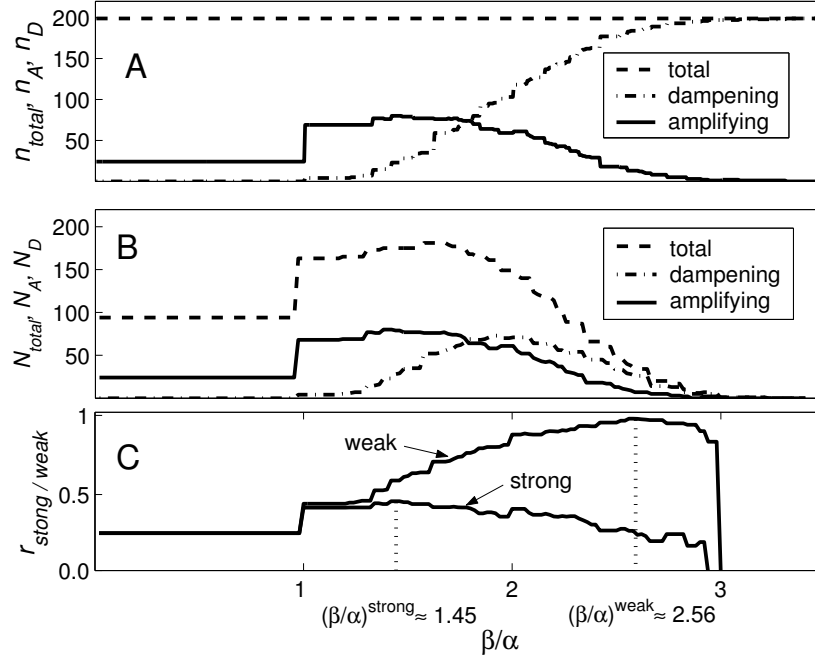 n_total, n_A, n_D
200
150
100
50
A
total
dampening
amplifying
N_total, N_A, N_D
200
150
100
50
B
total
dampening
amplifying
r_stong / weak
1
0.5
0.0
C
weak
strong
1
2
3
(β/α)^strong ≈ 1.45
(β/α)^weak ≈ 2.56
β/α